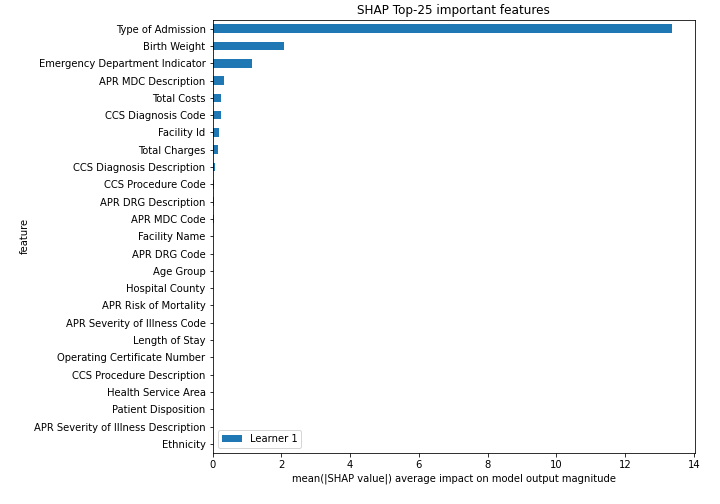 SHAP Top-25 important features
Type of Admission
Birth Weight
Emergency Department Indicator
APR MDC Description
Total Costs
CCS Diagnosis Code
Facility Id
Total Charges
CCS Diagnosis Description
CCS Procedure Code
APR DRG Description
APR MDC Code
Facility Name
APR DRG Code
Age Group
Hospital County
APR Risk of Mortality
APR Severity of Illness Code
Length of Stay
Operating Certificate Number
CCS Procedure Description
Health Service Area
Patient Disposition
APR Severity of Illness Description
Ethnicity
feature
Learner 1
0 2 4 6 8 10 12 14
mean(|SHAP value|) average impact on model output magnitude